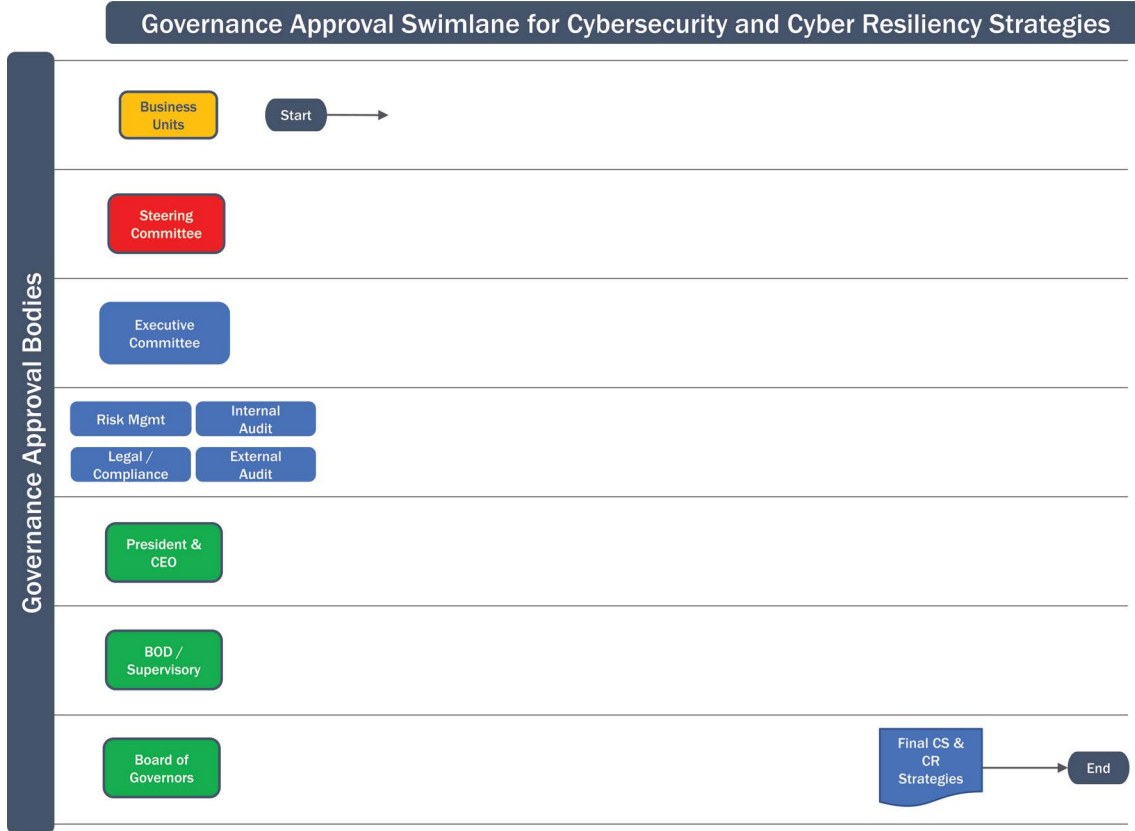 Governance Approval Swimlane for Cybersecurity and Cyber Resiliency Strategies
Governance Approval Bodies
Business
Units
Start
Steering
Committee
Executive
Committee
Risk Mgmt
Internal
Audit
Legal /
Compliance
External
Audit
President &
CEO
BOD /
Supervisory
Board of
Governors
Final CS &
CR
Strategies
End